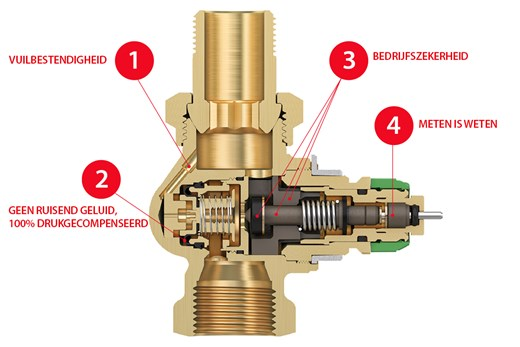 1
VUILBESTENDIGHEID
2
GEEN RUISEND GELUID,
100% DRUKGECOMPENSEERD
3
BEDRIJFSZEKERHEID
4
METEN IS WETEN